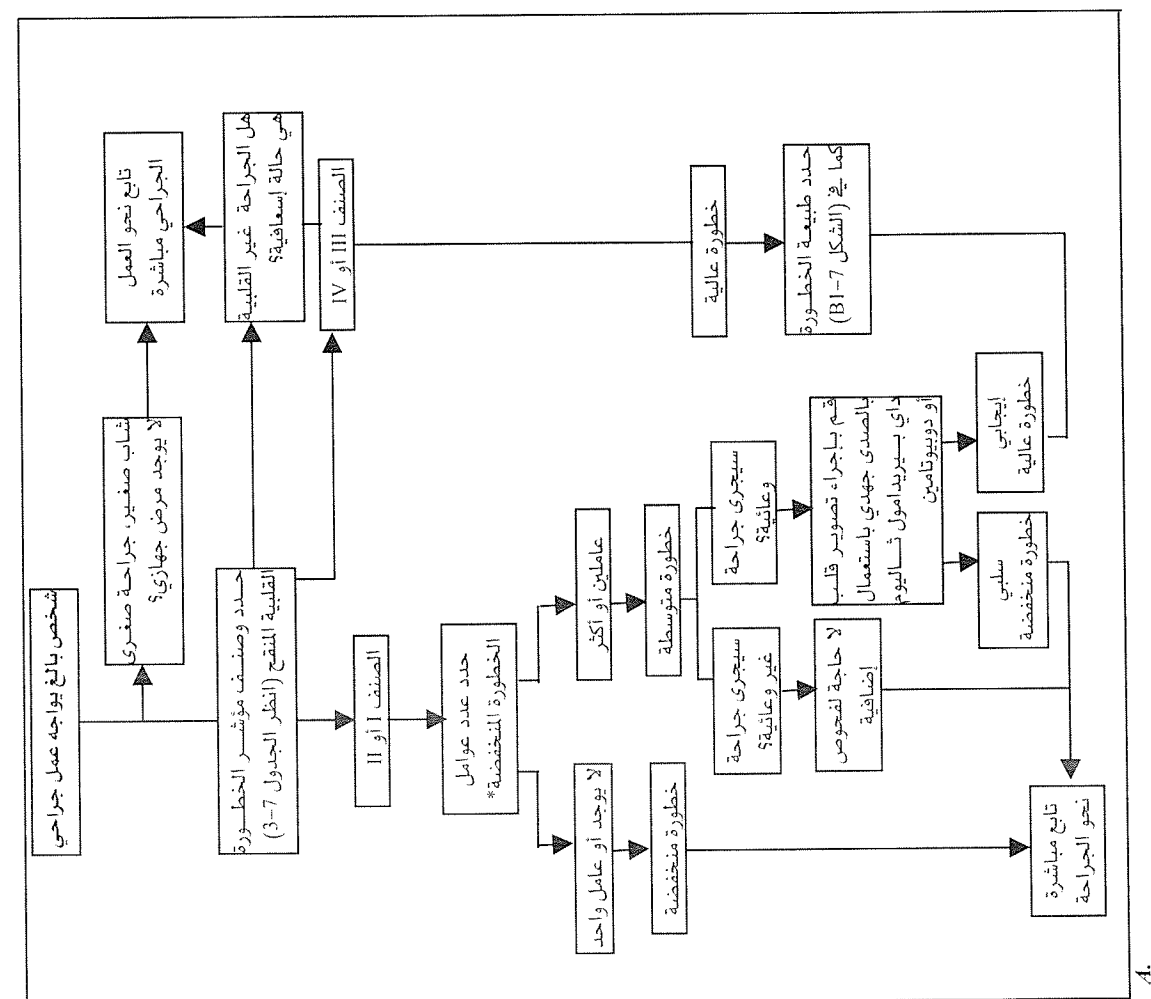 شخص بالغ يواجه عمل جراحي
شاب صغير، جراحة صغرى
لا يوجد مرض جهازي؟
تابع نحو العمل
الجراحي مباشرة
حدد وصنف مؤشر الخطورة
القلبية المنقح (انظر الجدول 7-3)
هل الجراحة غير القلبية
هي حالة إسعافية؟
الصنف I أو II
الصنف III أو IV
حدد عدد عوامل
الخطورة المنخفضة*
لا يوجد أو عامل واحد
عاملين أو أكثر
خطورة منخفضة
خطورة متوسطة
خطورة عالية
سيجرى جراحة
غير وعائية؟
سيجرى جراحة
وعائية؟
حدد طبيعة الخطورة
كما في (الشكل 7-B1)
لا حاجة لفحوص
إضافية
قم بإجراء تصوير قلب
بالصدى جهدي باستعمال
داي بيريدامول ثاليوم
أو دوبيوتامين
سلبي
خطورة منخفضة
إيجابي
خطورة عالية
تابع مباشرة
نحو الجراحة
A.